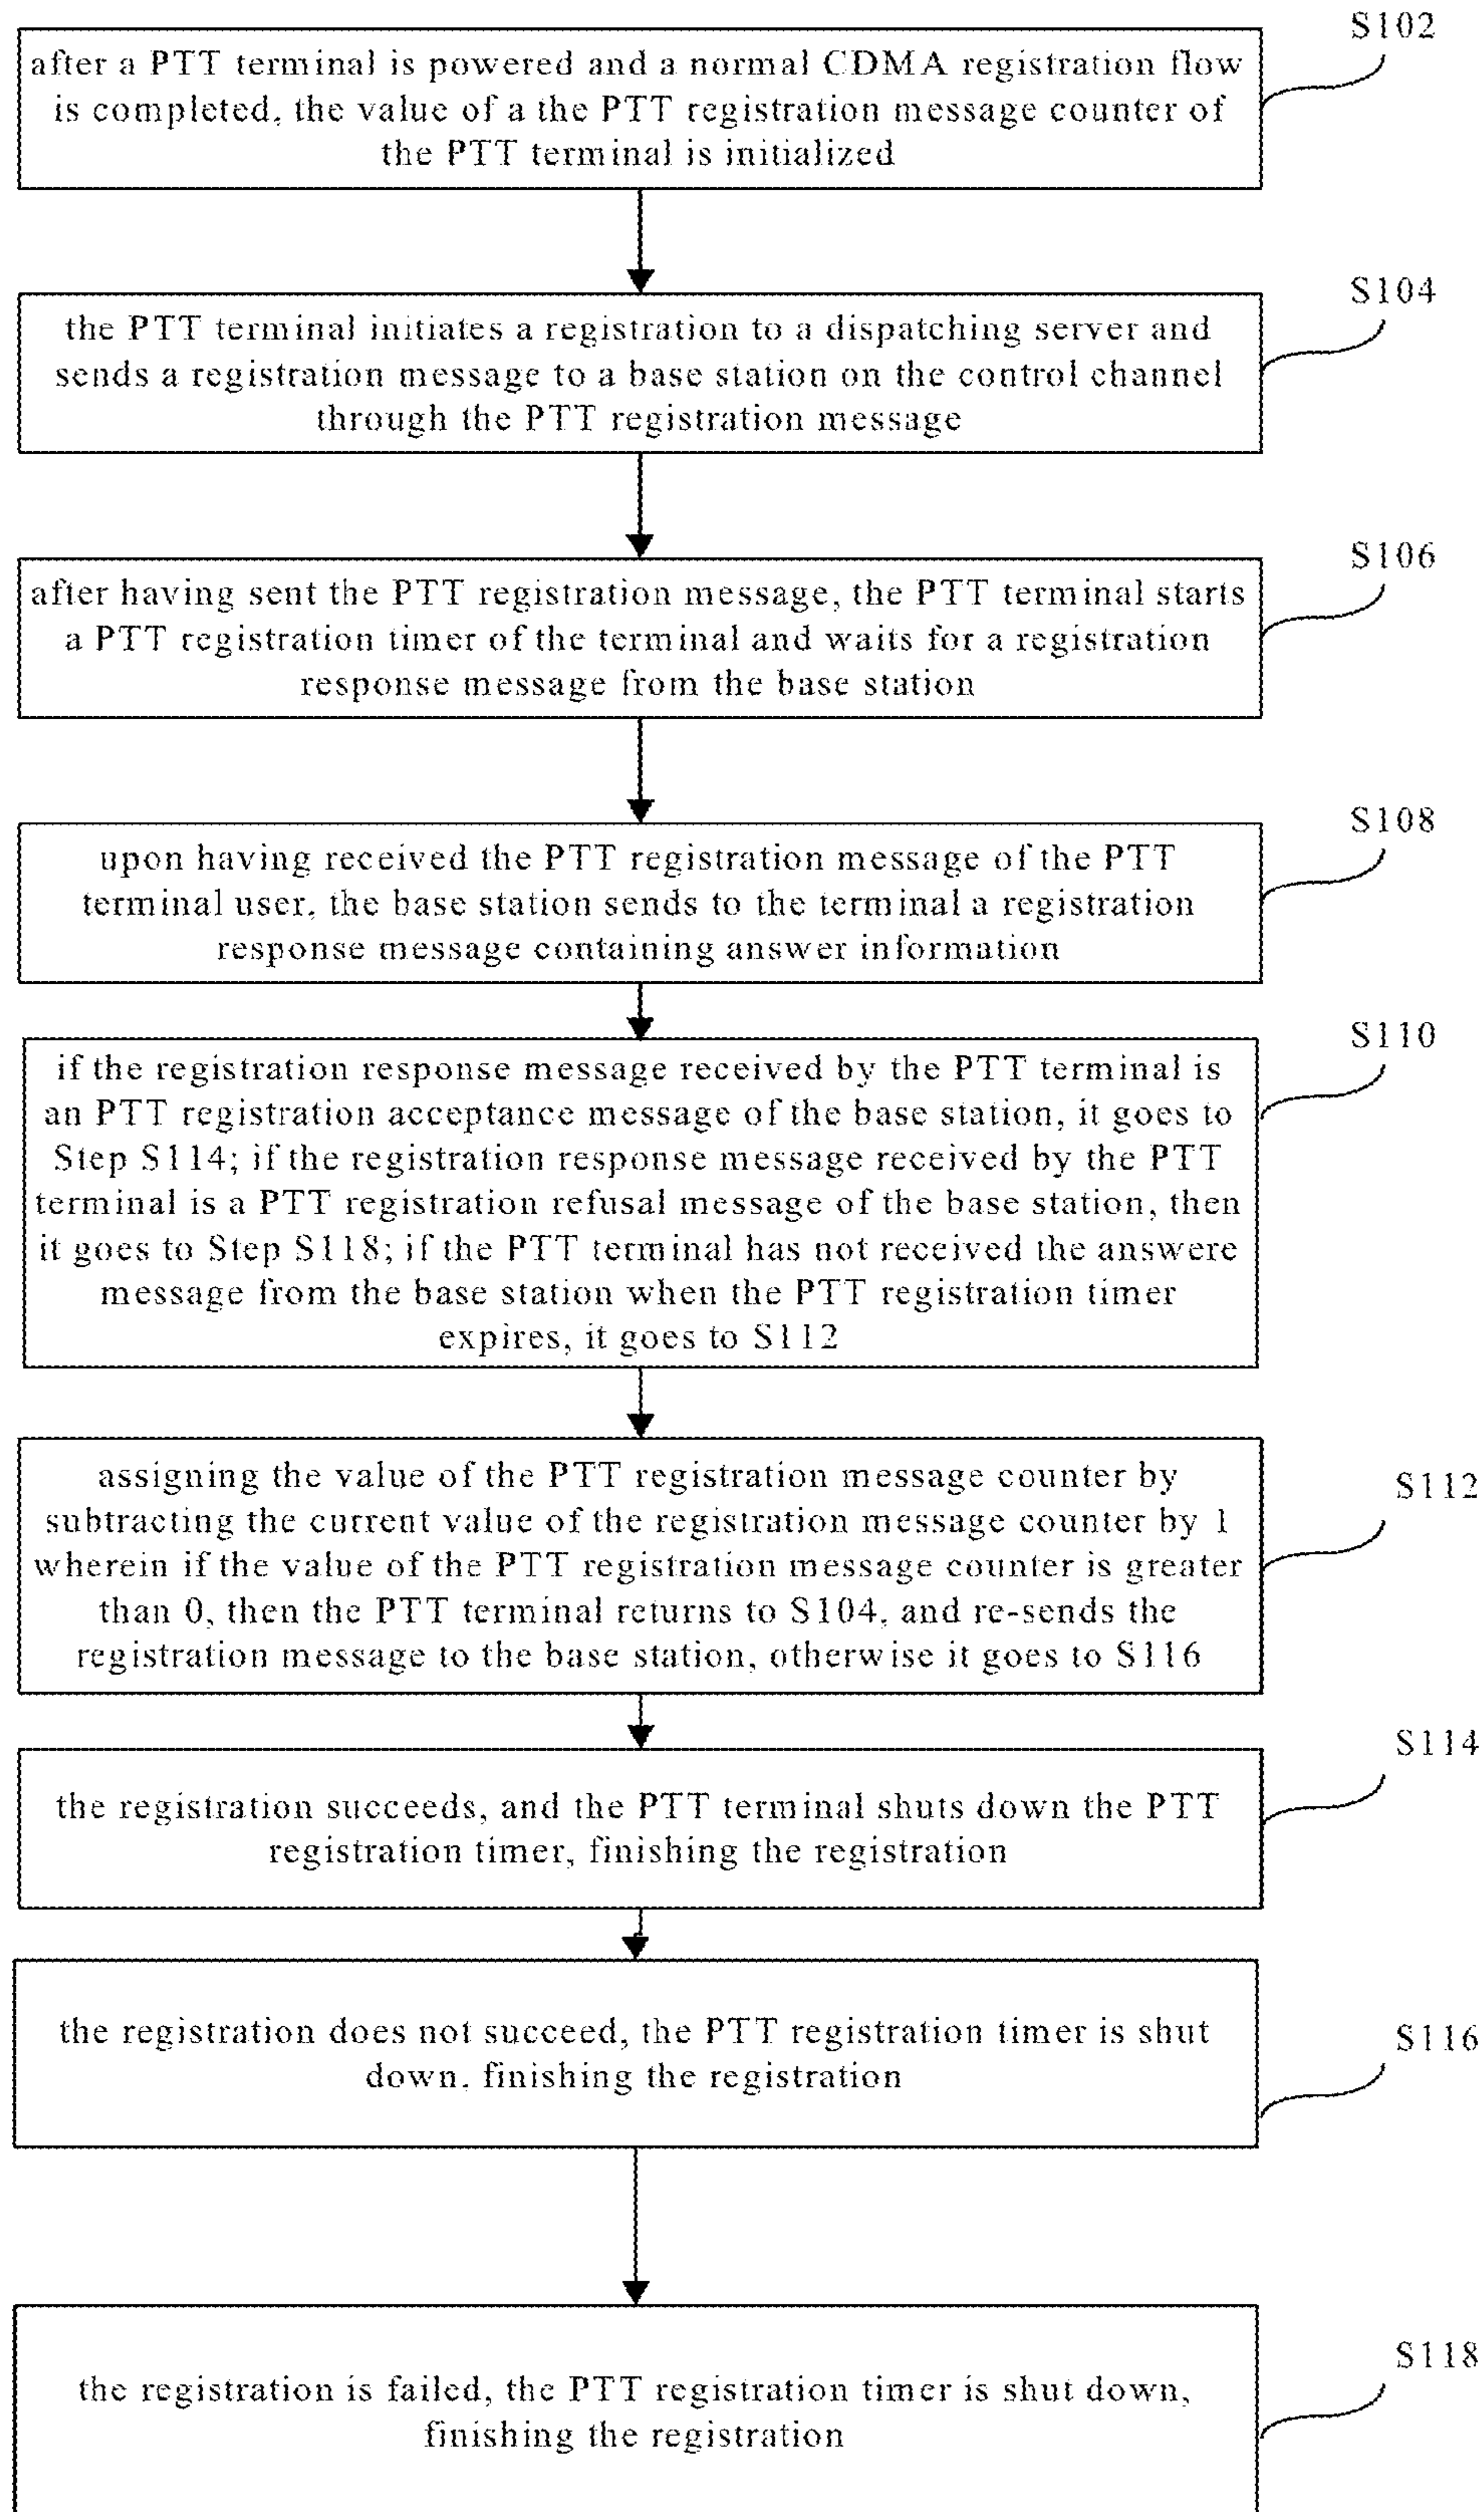 S102
after a PTT terminal is powered and a normal CDMA registration flow
is completed, the value of a the PTT registration message counter of
the PTT terminal is initialized
S104
the PTT terminal initiates a registration to a dispatching server and
sends a registration message to a base station on the control channel
through the PTT registration message
S106
after having sent the PTT registration message, the PTT terminal starts
a PTT registration timer of the terminal and waits for a registration
response message from the base station
S108
upon having received the PTT registration message of the PTT
terminal user, the base station sends to the terminal a registration
response message containing answer information
S110
if the registration response message received by the PTT terminal is
an PTT registration acceptance message of the base station, it goes to
Step S114; if the registration response message received by the PTT
terminal is a PTT registration refusal message of the base station, then
it goes to Step S118; if the PTT terminal has not received the answere
message from the base station when the PTT registration timer
expires, it goes to S112
S112
assigning the value of the PTT registration message counter by
subtracting the current value of the registration message counter by 1
wherein if the value of the PTT registration message counter is greater
than 0, then the PTT terminal returns to S104, and re-sends the
registration message to the base station, otherwise it goes to S116
S114
the registration succeeds, and the PTT terminal shuts down the PTT
registration timer, finishing the registration
S116
the registration does not succeed, the PTT registration timer is shut
down, finishing the registration
S118
the registration is failed, the PTT registration timer is shut down,
finishing the registration